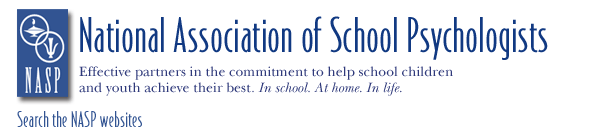 NASP
National Association of School Psychologists
Effective partners in the commitment to help school children
and youth achieve their best. In school. At home. In life.
Search the NASP websites